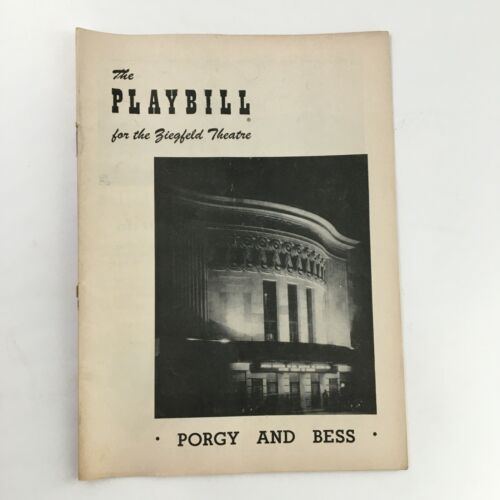 The
PLAYBILL®
for the Ziegfeld Theatre
· PORGY AND BESS ·